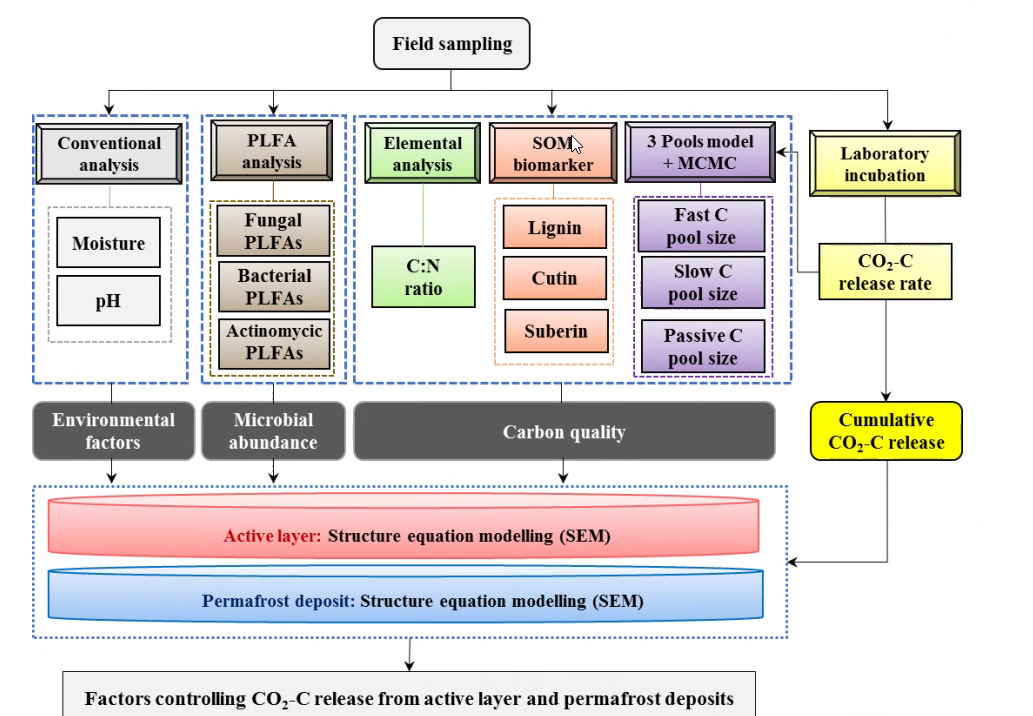 Field sampling
Conventional
analysis
PLFA
analysis
Elemental
analysis
SOM
biomarker
3 Pools model
+ MCMC
Laboratory
incubation
Moisture
pH
Fungal
PLFAs
Bacterial
PLFAs
Actinomycic
PLFAs
C:N
ratio
Lignin
Cutin
Suberin
Fast C
pool size
Slow C
pool size
Passive C
pool size
CO₂-C
release rate
Environmental
factors
Microbial
abundance
Carbon quality
Cumulative
CO₂-C release
Active layer: Structure equation modelling (SEM)
Permafrost deposit: Structure equation modelling (SEM)
Factors controlling CO₂-C release from active layer and permafrost deposits